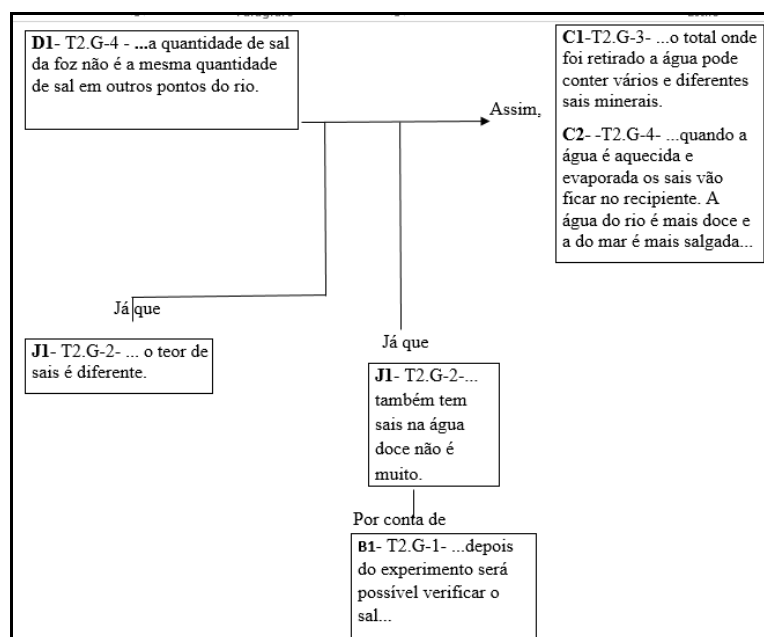 D1- T2.G-4 - ...a quantidade de sal
da foz não é a mesma quantidade
de sal em outros pontos do rio.
Assim,
C1-T2.G-3- ...o total onde
foi retirado a água pode
conter vários e diferentes
sais minerais.
C2- -T2.G-4- ...quando a
água é aquecida e
evaporada os sais vão
ficar no recipiente. A
água do rio é mais doce e
a do mar é mais salgada...
Já que
J1- T2.G-2- ... o teor de
sais é diferente.
Já que
J1- T2.G-2-...
também tem
sais na água
doce não é
muito.
Por conta de
B1- T2.G-1- ...depois
do experimento será
possível verificar o
sal...